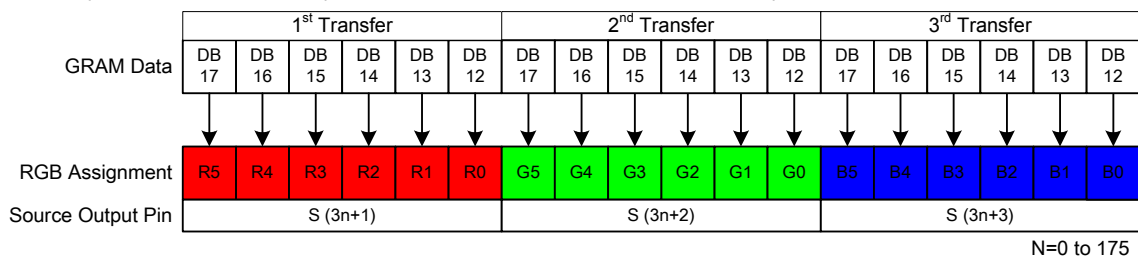 1st Transfer 2nd Transfer 3rd Transfer
GRAM Data DB 17 DB 16 DB 15 DB 14 DB 13 DB 12 DB 17 DB 16 DB 15 DB 14 DB 13 DB 12 DB 17 DB 16 DB 15 DB 14 DB 13 DB 12
RGB Assignment R5 R4 R3 R2 R1 R0 G5 G4 G3 G2 G1 G0 B5 B4 B3 B2 B1 B0
Source Output Pin S (3n+1) S (3n+2) S (3n+3)
N=0 to 175